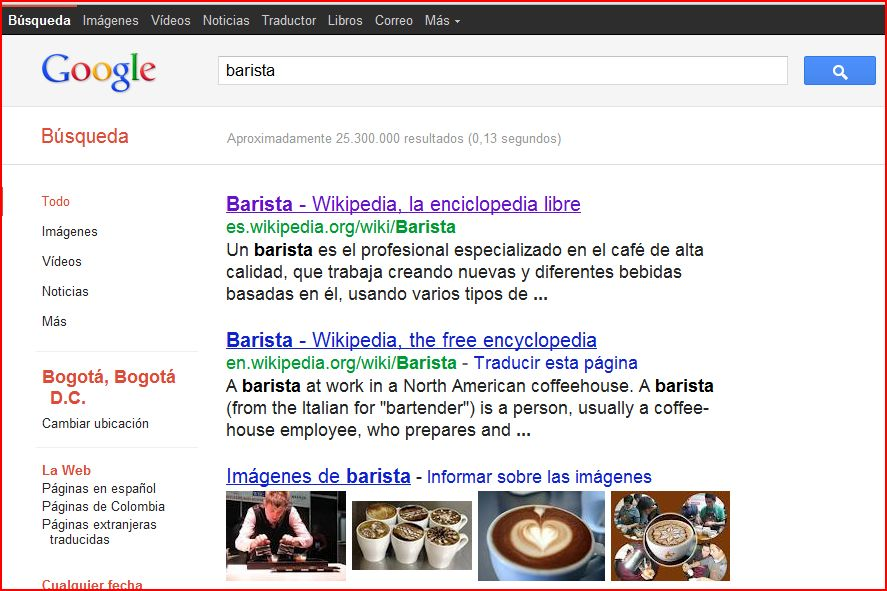 Búsqueda Imágenes Vídeos Noticias Traductor Libros Correo Más
Google
barista
Búsqueda
Aproximadamente 25.300.000 resultados (0,13 segundos)
Todo
Imágenes
Vídeos
Noticias
Más
Bogotá, Bogotá
D.C.
Cambiar ubicación
La Web
Páginas en español
Páginas de Colombia
Páginas extranjeras
traducidas
Cualquier fecha
Barista - Wikipedia, la enciclopedia libre
es.wikipedia.org/wiki/Barista
Un barista es el profesional especializado en el café de alta
calidad, que trabaja creando nuevas y diferentes bebidas
basadas en él, usando varios tipos de ...
Barista - Wikipedia, the free encyclopedia
en.wikipedia.org/wiki/Barista - Traducir esta página
A barista at work in a North American coffeehouse. A barista
(from the Italian for "bartender") is a person, usually a coffee-
house employee, who prepares and ...
Imágenes de barista - Informar sobre las imágenes